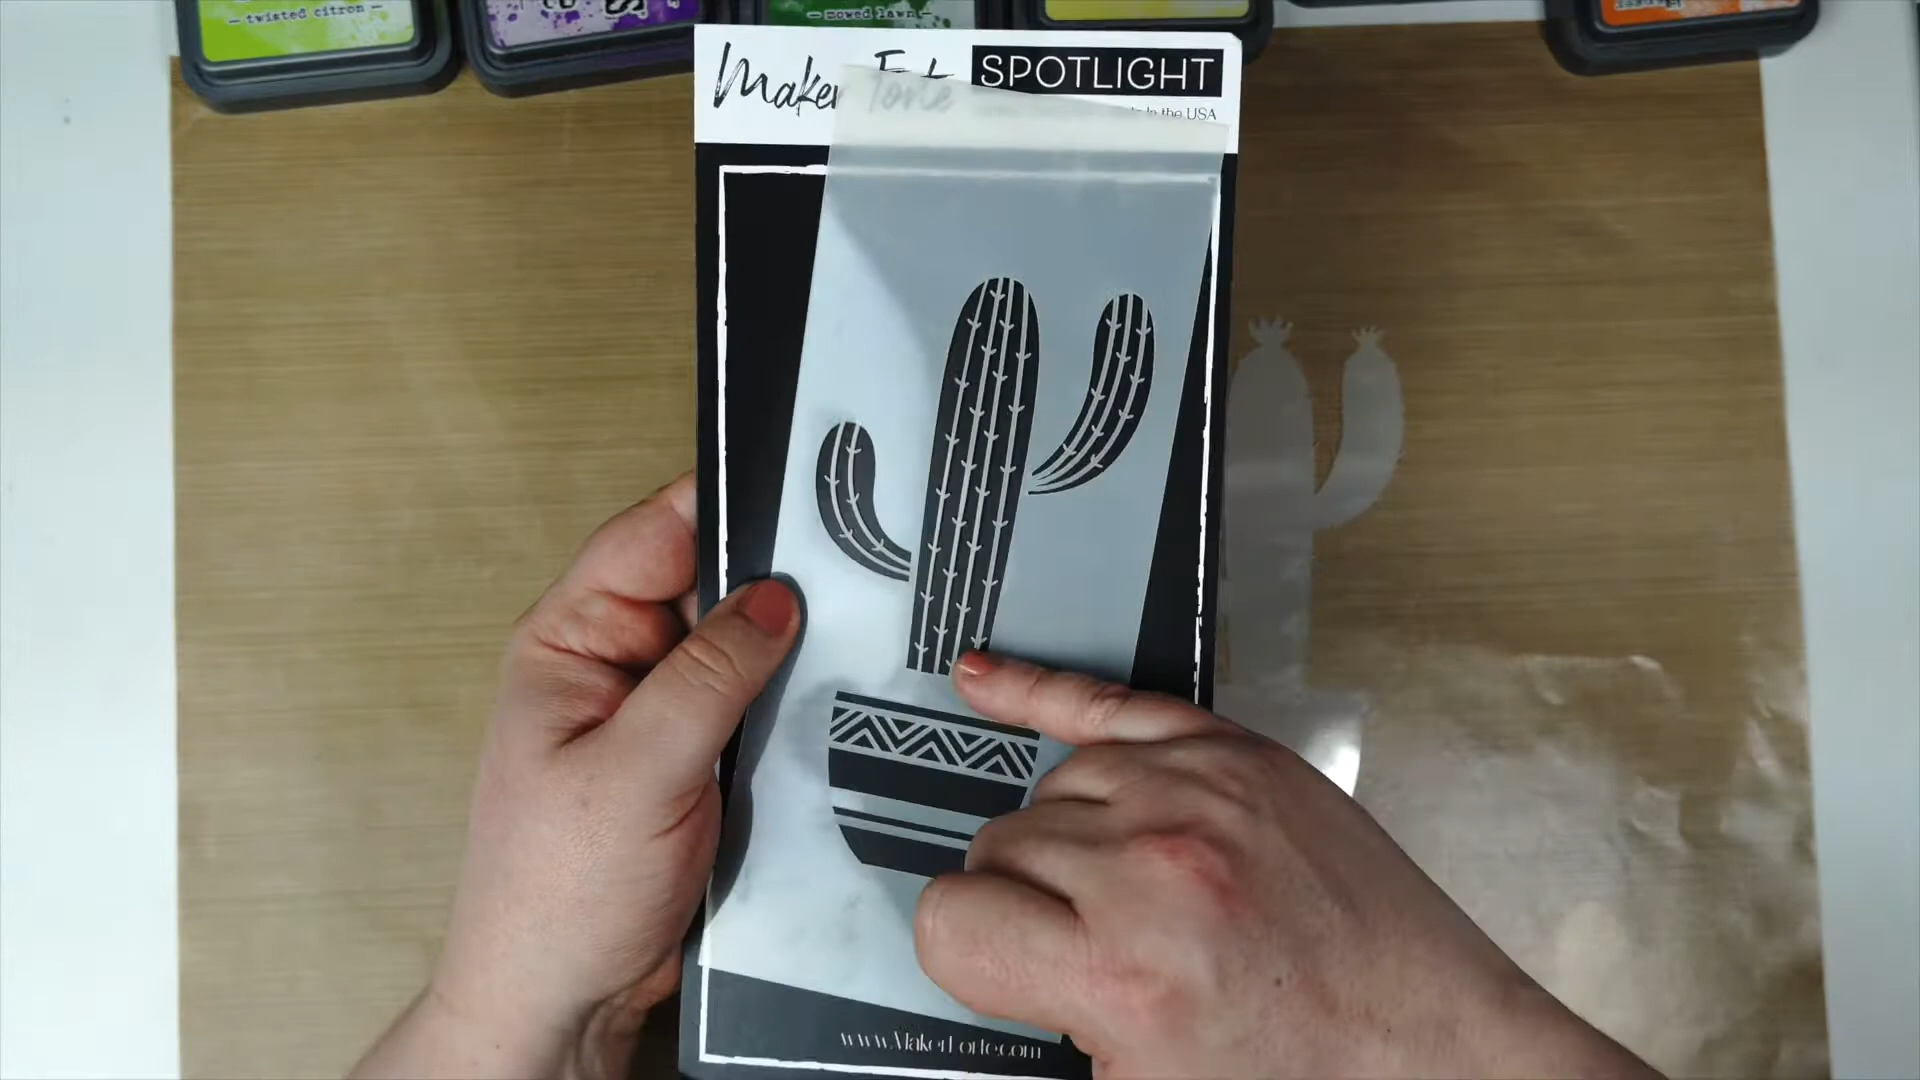 — twisted citron —
— mowed lawn —
Maker Forte SPOTLIGHT
in the USA
www.MakerForte.com